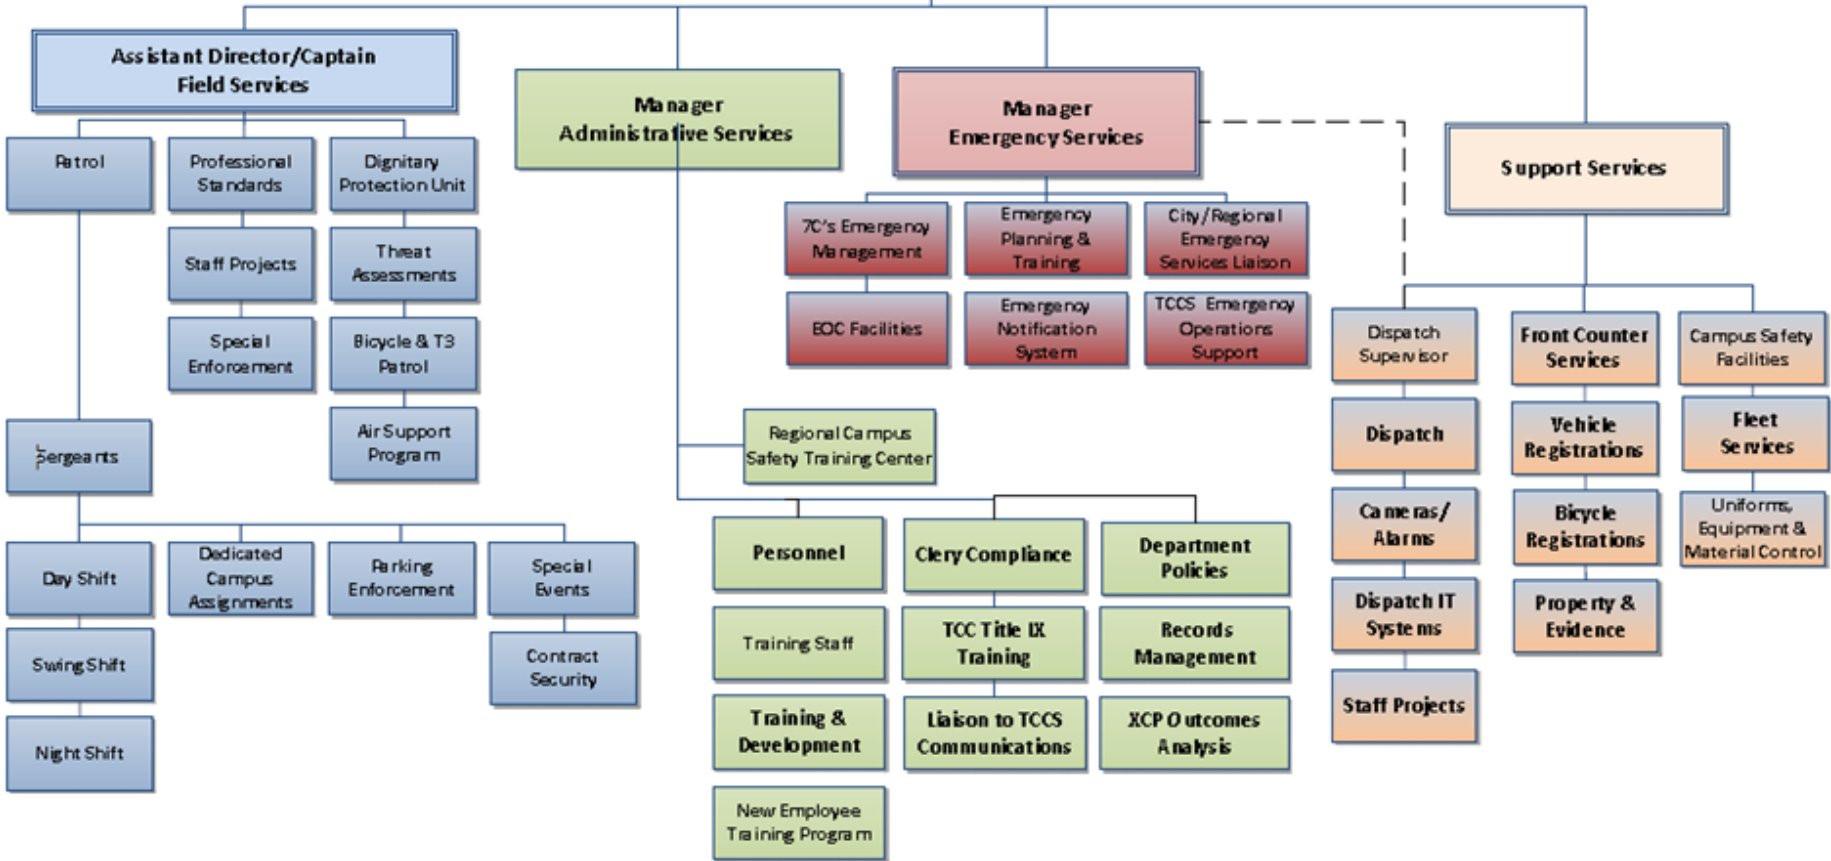 Assistant Director/Captain
Field Services
Manager
Administrative Services
Manager
Emergency Services
Support Services
Patrol
Professional
Standards
Dignitary
Protection Unit
Staff Projects
Threat
Assessments
Special
Enforcement
Bicycle & T3
Patrol
Air Support
Program
Sergeants
Day Shift
Dedicated
Campus
Assignments
Parking
Enforcement
Special
Events
Swing Shift
Contract
Security
Night Shift
Regional Campus
Safety Training Center
Personnel
Clery Compliance
Department
Policies
Training Staff
TCC Title IX
Training
Records
Management
Training &
Development
Liaison to TCCS
Communications
XCP Outcomes
Analysis
New Employee
Training Program
7C's Emergency
Management
Emergency
Planning &
Training
City/Regional
Emergency
Services Liaison
EOC Facilities
Emergency
Notification
System
TCCS Emergency
Operations
Support
Dispatch
Supervisor
Front Counter
Services
Campus Safety
Facilities
Dispatch
Vehicle
Registrations
Fleet
Services
Cameras/
Alarms
Bicycle
Registrations
Uniforms,
Equipment &
Material Control
Dispatch IT
Systems
Property &
Evidence
Staff Projects